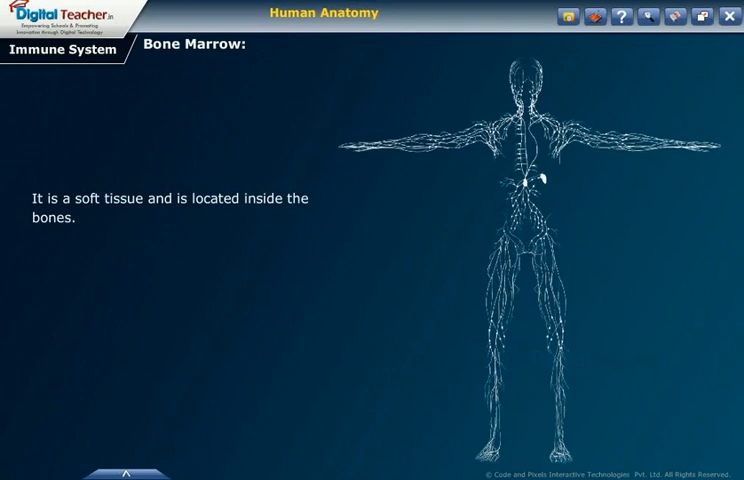 Digital Teacher.in
Empowering Schools & Promoting
Innovation through Digital Technology
Human Anatomy
Immune System
Bone Marrow:
It is a soft tissue and is located inside the
bones.
© Code and Pixels Interactive Technologies Pvt. Ltd. All Rights Reserved.